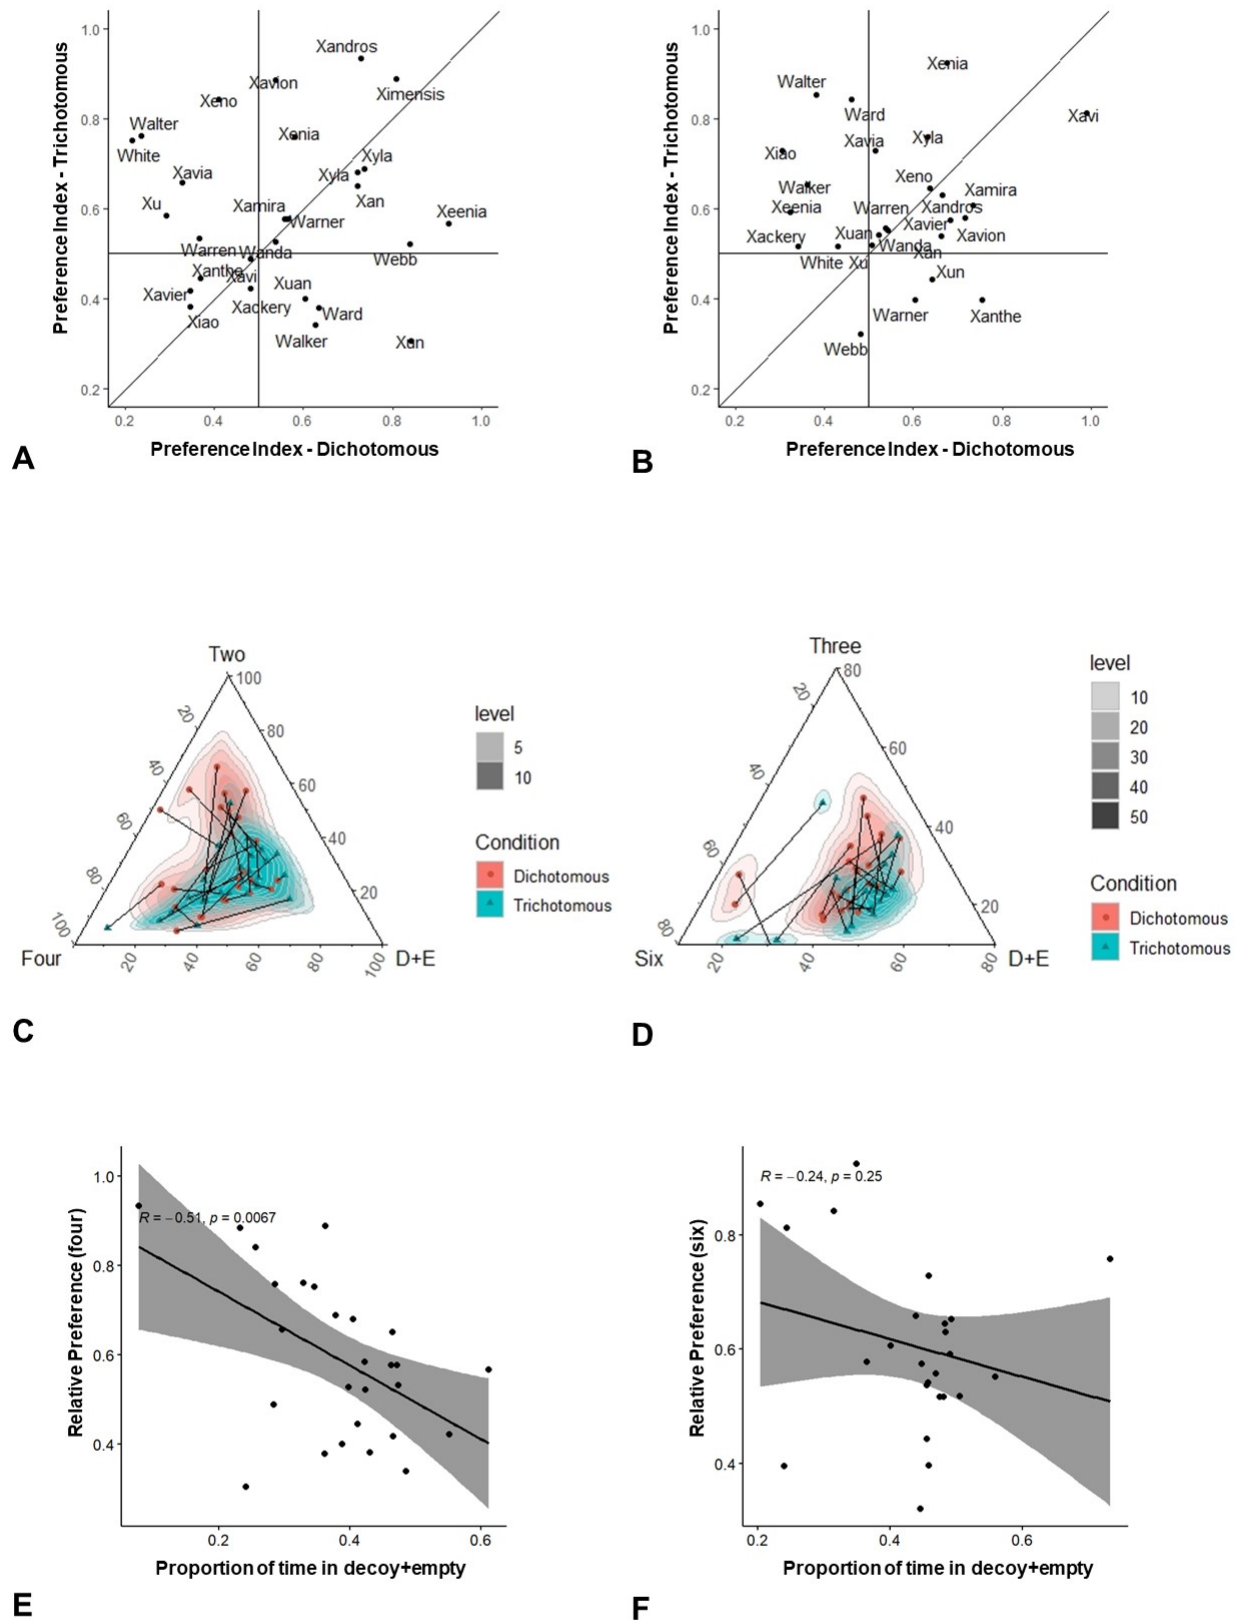 Preference Index - Trichotomous
1.0
0.8
0.6
0.4
0.2
Xandros
Xavion
Ximensis
Xeno
Walter
White
Xenia
Xyla
Xavia
Xyla
Xan
Xu
Xamira
Warner
Xeenia
Warren
Wanda
Webb
Xanthe
Xavi
Xuan
Xavier
Xackery
Ward
Xiao
Walker
Xun
0.2 0.4 0.6 0.8 1.0
Preference Index - Dichotomous
A
Preference Index - Trichotomous
1.0
0.8
0.6
0.4
0.2
Xenia
Walter
Ward
Xavi
Xavia
Xyla
Xiao
Walker
Xeno
Xamira
Xeenia
Warren
Xandros
Xackery
Xuan
Xavier
Xavion
Wanda
Xan
White
Xu
Xun
Warner
Xanthe
Webb
0.2 0.4 0.6 0.8 1.0
Preference Index - Dichotomous
B
Two
100
80
60
40
20
20
40
60
80
100
Four
20 40 60 80 100
D+E
level
5
10
Condition
Dichotomous
Trichotomous
C
Three
80
60
40
20
20
40
60
80
Six
20 40 60 80
D+E
level
10
20
30
40
50
Condition
Dichotomous
Trichotomous
D
Relative Preference (four)
1.0
0.8
0.6
0.4
R = −0.51, p = 0.0067
0.2 0.4 0.6
Proportion of time in decoy+empty
E
Relative Preference (six)
0.8
0.6
0.4
R = −0.24, p = 0.25
0.2 0.4 0.6
Proportion of time in decoy+empty
F